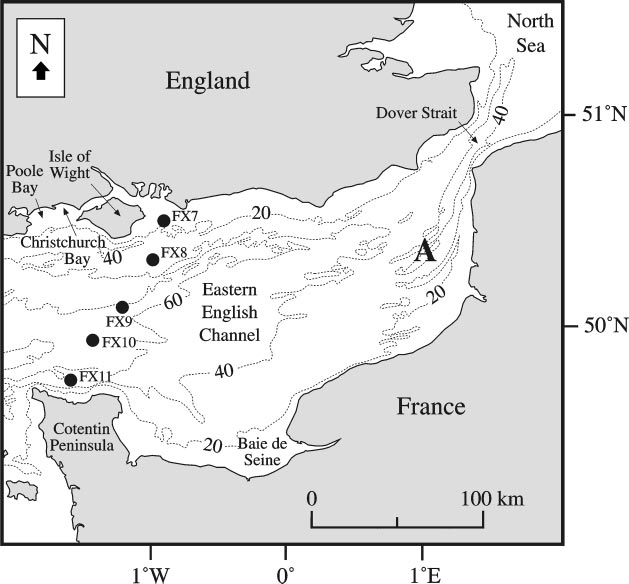 North
Sea
N
England
40
51°N
Dover Strait
Isle of
Wight
Poole
Bay
FX7
20
Christchurch
Bay
40
FX8
A
20
Eastern
English
Channel
60
FX9
50°N
FX10
40
FX11
France
Cotentin
Peninsula
20
Baie de
Seine
0 100 km
1°W 0° 1°E